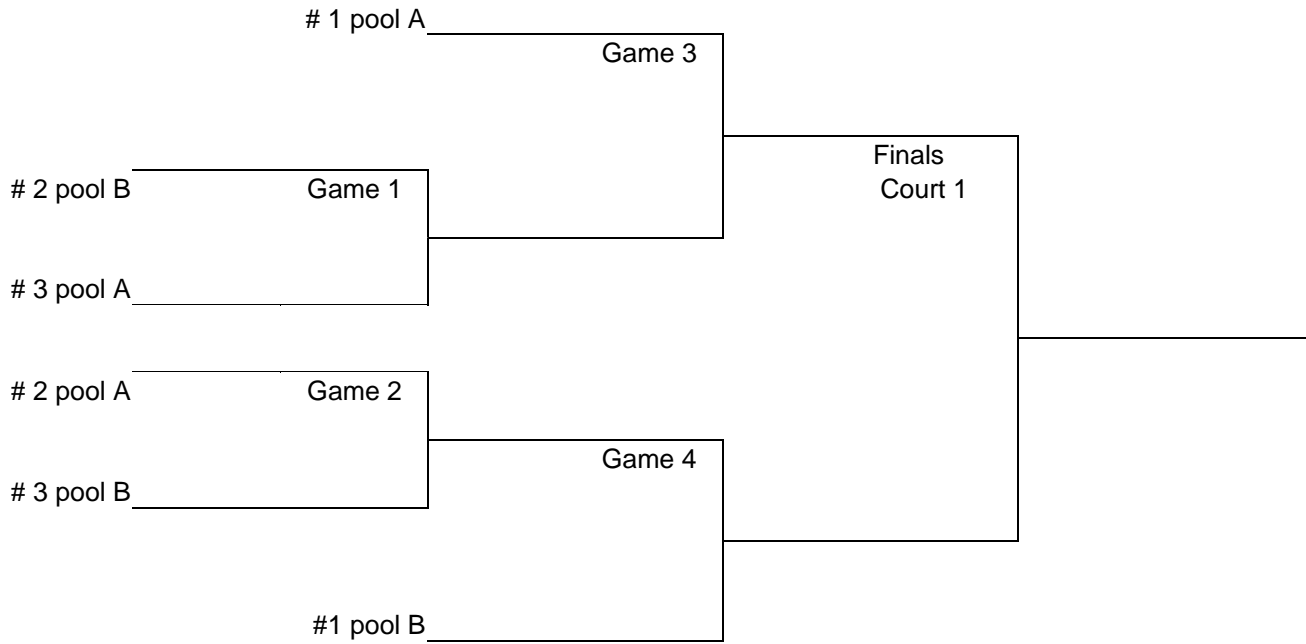 # 1 pool A
Game 3
Finals
# 2 pool B Game 1 Court 1
# 3 pool A
# 2 pool A Game 2
Game 4
# 3 pool B
#1 pool B